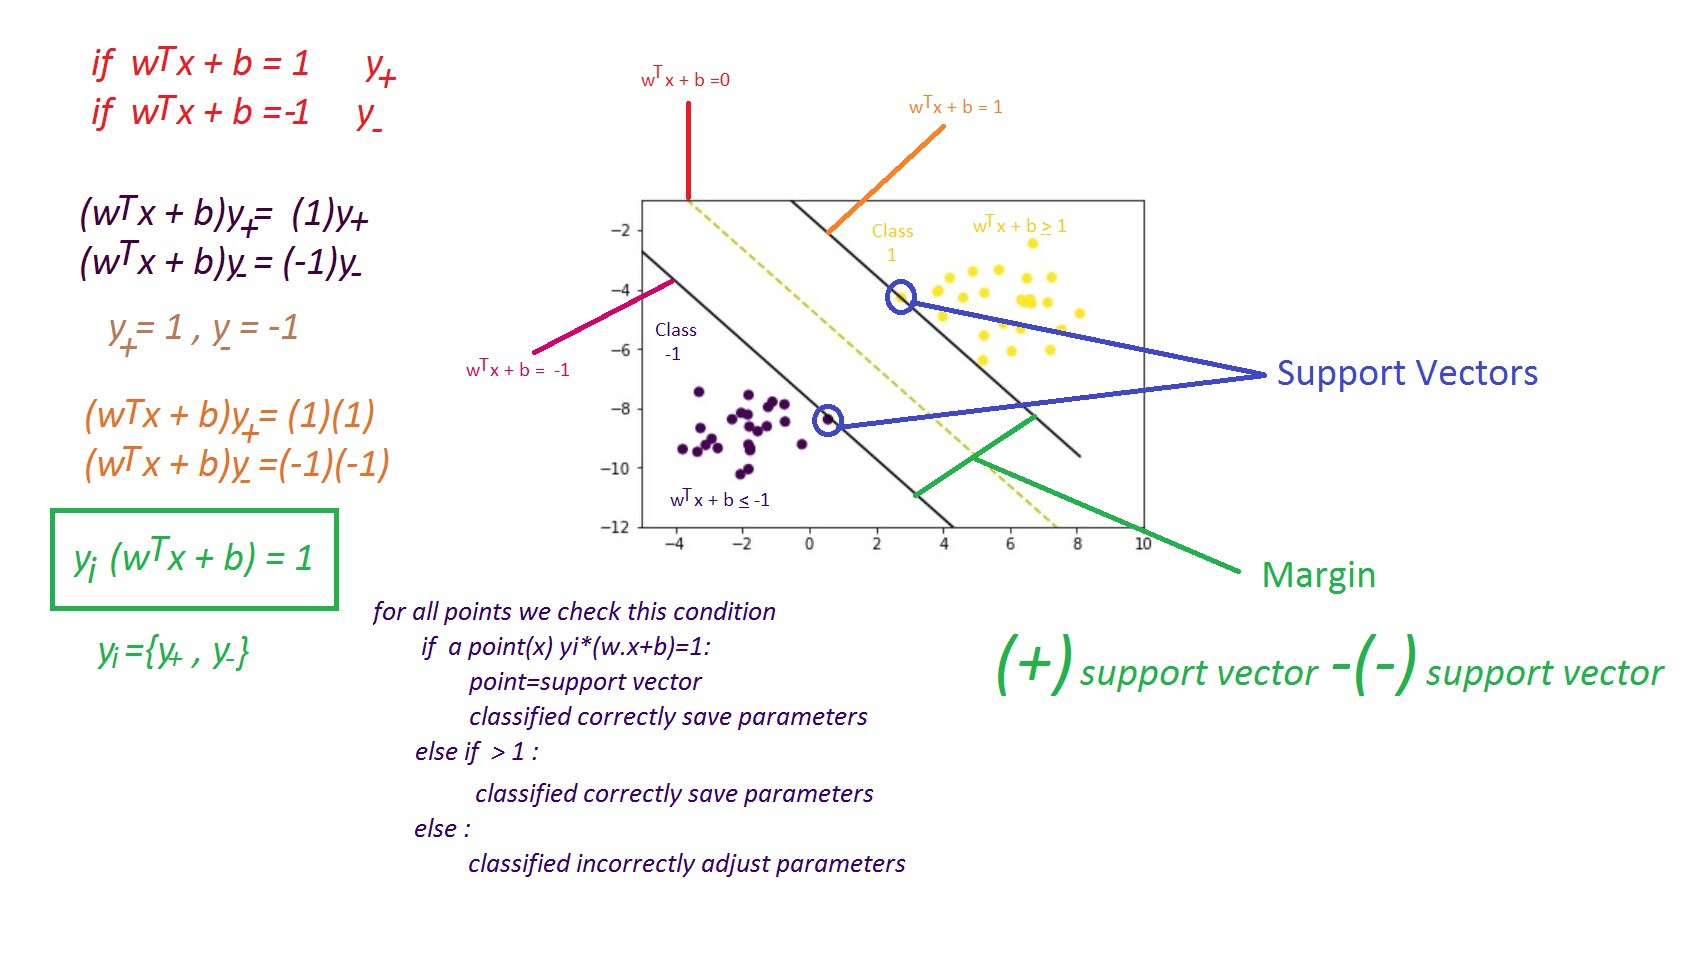 if wᵀx + b = 1 y₊
if wᵀx + b =-1 y₋
(wᵀx + b)y₊= (1)y₊
(wᵀx + b)y₋ = (-1)y₋
y₊= 1 , y₋ = -1
(wᵀx + b)y₊= (1)(1)
(wᵀx + b)y₋ =(-1)(-1)
yᵢ (wᵀx + b) = 1
yᵢ ={y₊ , y₋}
wᵀx + b =0
wᵀx + b = 1
Class
1
wᵀx + b ≥ 1
Class
-1
wᵀx + b = -1
wᵀx + b ≤ -1
−2
−4
−6
−8
−10
−12
−4 −2 0 2 4 6 8 10
Support Vectors
Margin
(+) support vector -(-) support vector
for all points we check this condition
if a point(x) yi*(w.x+b)=1:
point=support vector
classified correctly save parameters
else if > 1 :
classified correctly save parameters
else :
classified incorrectly adjust parameters